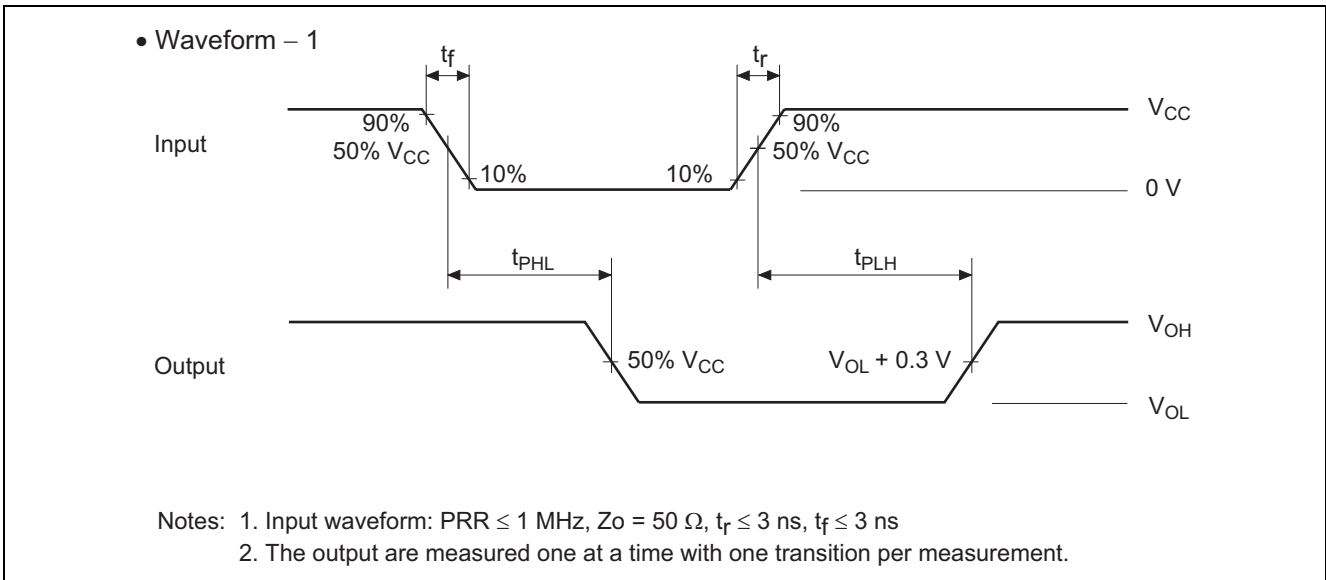 • Waveform – 1
tf
tr
VCC
90%
90%
Input
50% VCC
50% VCC
10%
10%
0 V
tPHL
tPLH
VOH
Output
50% VCC
VOL + 0.3 V
VOL
Notes: 1. Input waveform: PRR ≤ 1 MHz, Zo = 50 Ω, tr ≤ 3 ns, tf ≤ 3 ns
2. The output are measured one at a time with one transition per measurement.